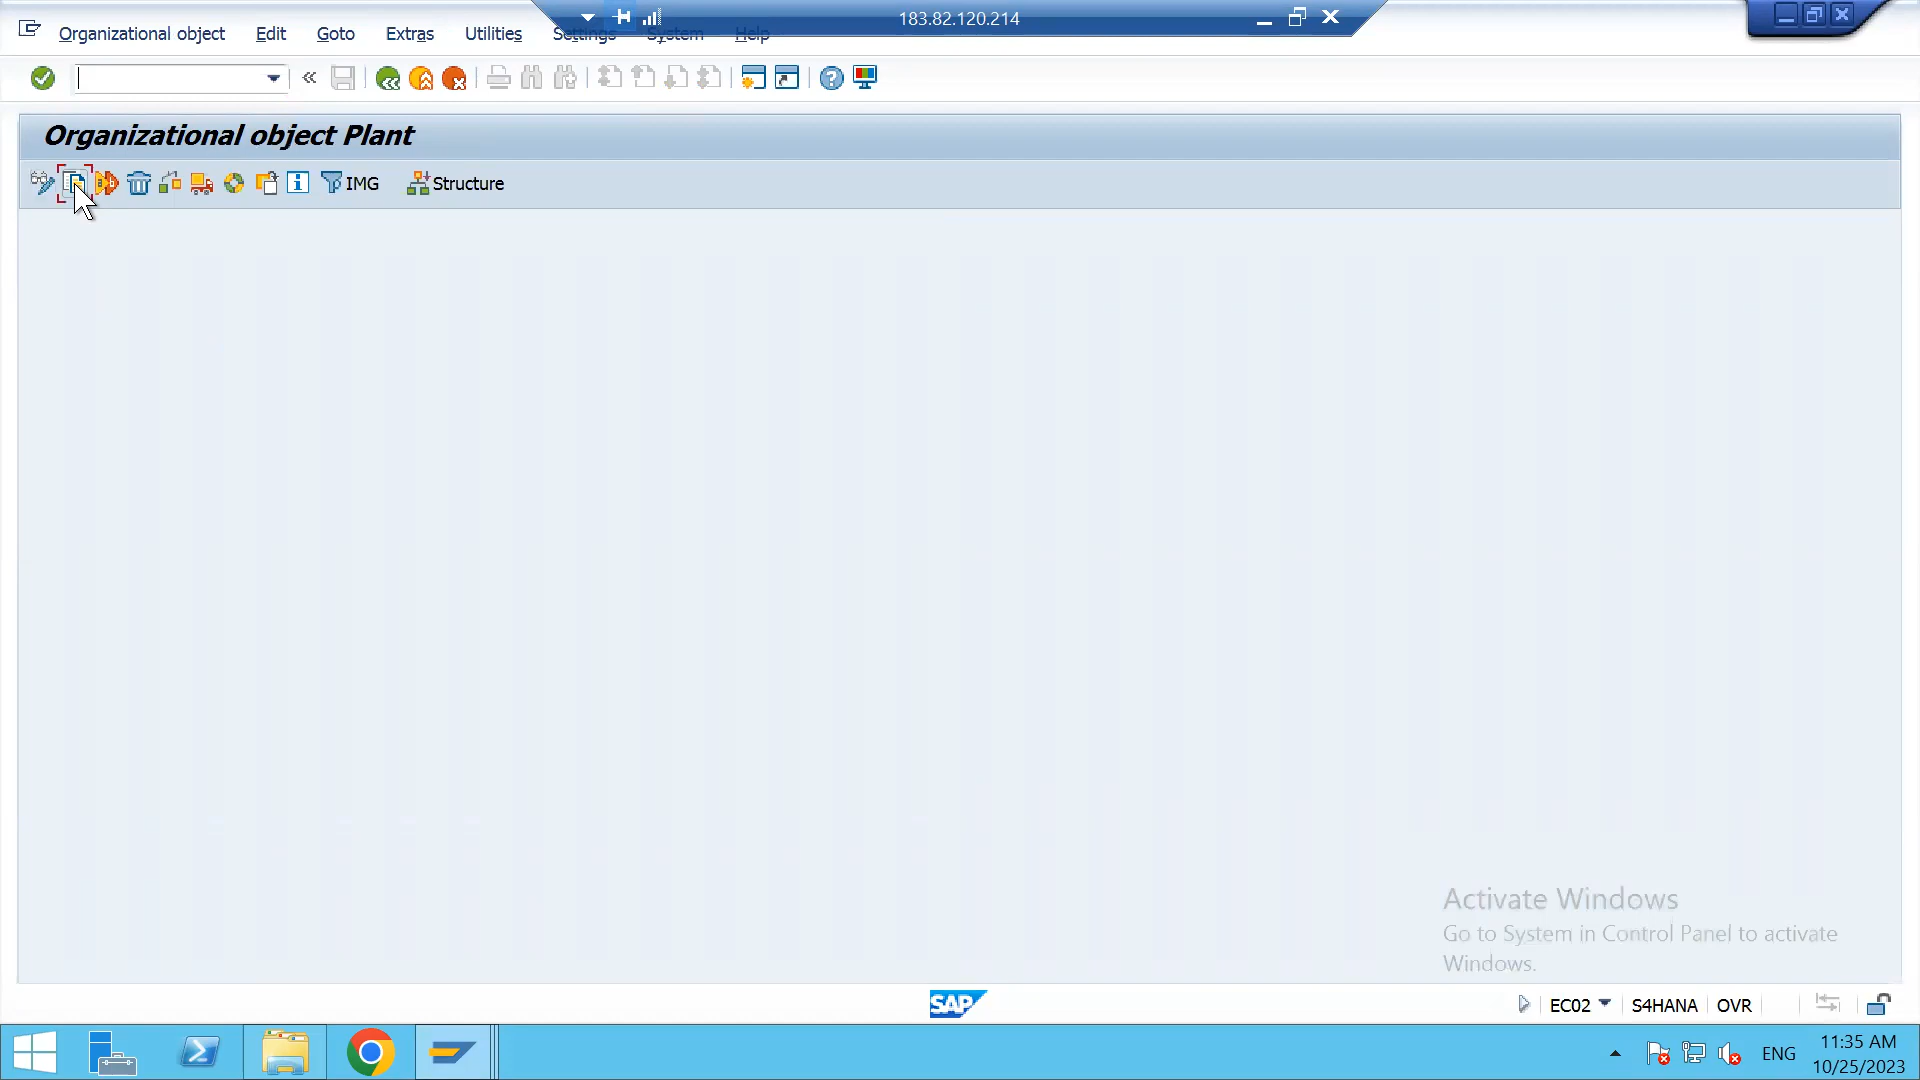 183.82.120.214
Organizational object Edit Goto Extras Utilities Settings System Help
Organizational object Plant
IMG Structure
Activate Windows
Go to System in Control Panel to activate
Windows.
SAP
EC02 S4HANA OVR
ENG
11:35 AM
10/25/2023